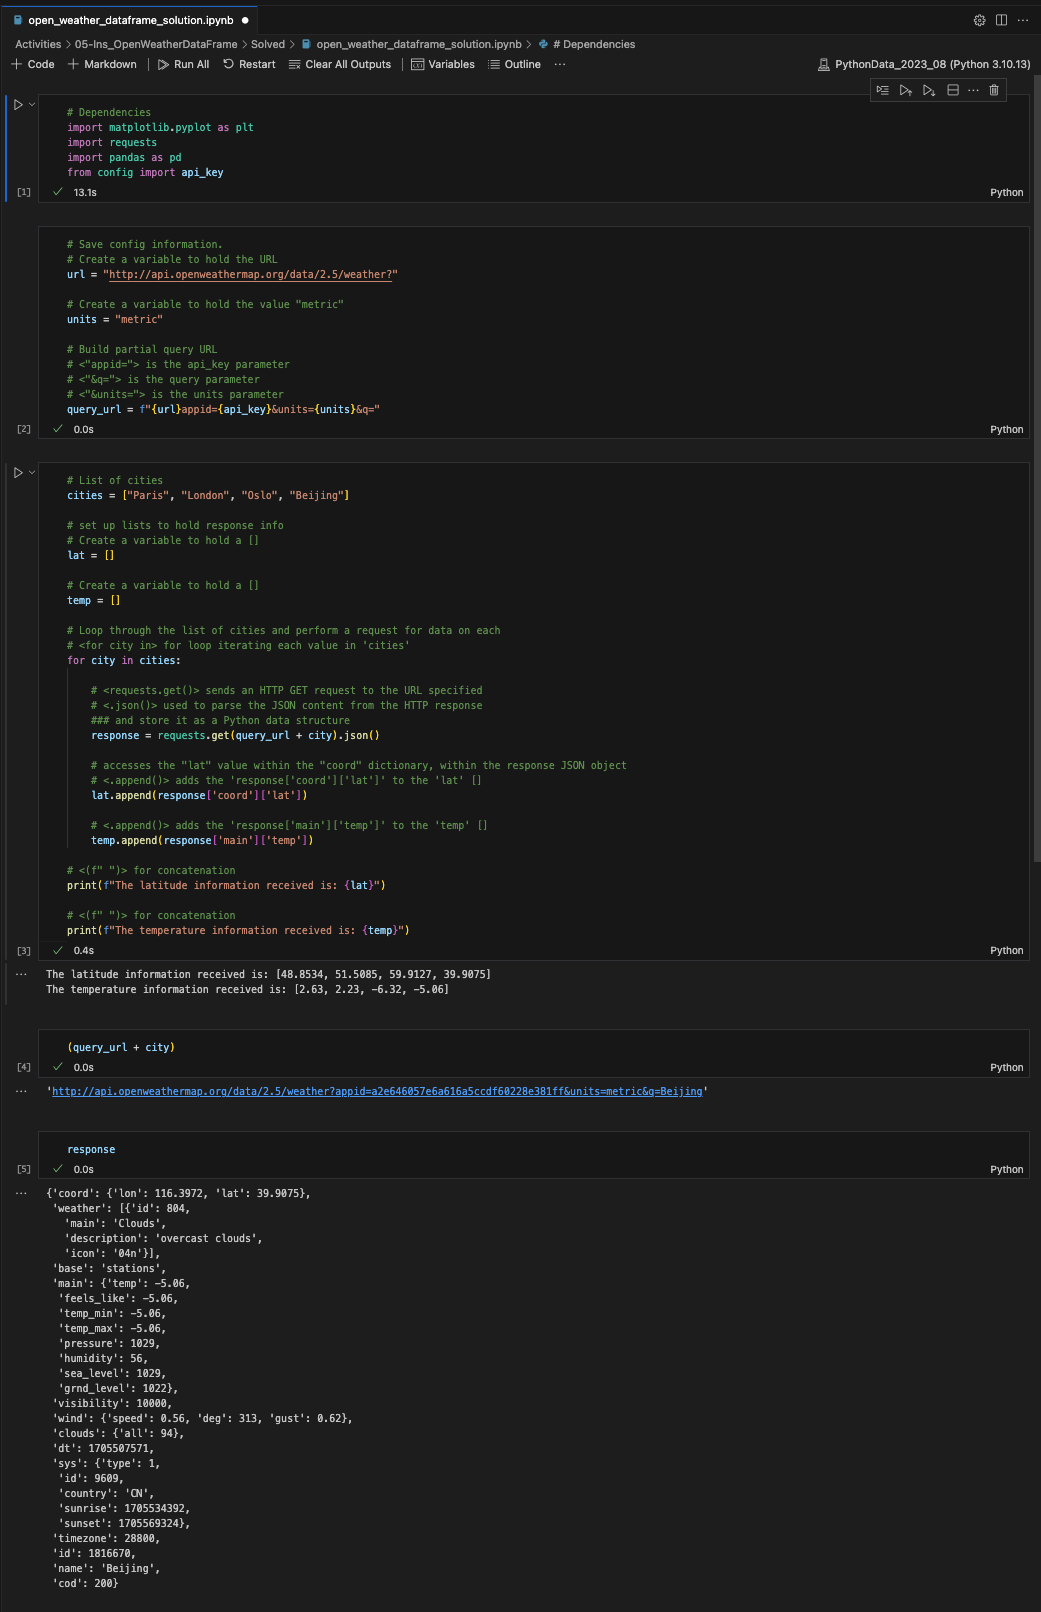 open_weather_dataframe_solution.ipynb
Activities > 05-Ins_OpenWeatherDataFrame > Solved > open_weather_dataframe_solution.ipynb > # Dependencies
+ Code + Markdown | Run All Restart Clear All Outputs | Variables Outline ... PythonData_2023_08 (Python 3.10.13)
# Dependencies
import matplotlib.pyplot as plt
import requests
import pandas as pd
from config import api_key
[1] 13.1s Python
# Save config information.
# Create a variable to hold the URL
url = "http://api.openweathermap.org/data/2.5/weather?"
# Create a variable to hold the value "metric"
units = "metric"
# Build partial query URL
# <"appid="> is the api_key parameter
# <"&q="> is the query parameter
# <"&units="> is the units parameter
query_url = f"{url}appid={api_key}&units={units}&q="
[2] 0.0s Python
# List of cities
cities = ["Paris", "London", "Oslo", "Beijing"]
# set up lists to hold response info
# Create a variable to hold a []
lat = []
# Create a variable to hold a []
temp = []
# Loop through the list of cities and perform a request for data on each
# <for city in> for loop iterating each value in 'cities'
for city in cities:
# <requests.get()> sends an HTTP GET request to the URL specified
# <.json()> used to parse the JSON content from the HTTP response
### and store it as a Python data structure
response = requests.get(query_url + city).json()
# accesses the "lat" value within the "coord" dictionary, within the response JSON object
# <.append()> adds the 'response['coord']['lat']' to the 'lat' []
lat.append(response['coord']['lat'])
# <.append()> adds the 'response['main']['temp']' to the 'temp' []
temp.append(response['main']['temp'])
# <(f" ")> for concatenation
print(f"The latitude information received is: {lat}")
# <(f" ")> for concatenation
print(f"The temperature information received is: {temp}")
[3] 0.4s Python
... The latitude information received is: [48.8534, 51.5085, 59.9127, 39.9075]
The temperature information received is: [2.63, 2.23, -6.32, -5.06]
(query_url + city)
[4] 0.0s Python
... 'http://api.openweathermap.org/data/2.5/weather?appid=a2e646057e6a616a5ccdf60228e381ff&units=metric&q=Beijing'
response
[5] 0.0s Python
... {'coord': {'lon': 116.3972, 'lat': 39.9075},
'weather': [{'id': 804,
'main': 'Clouds',
'description': 'overcast clouds',
'icon': '04n'}],
'base': 'stations',
'main': {'temp': -5.06,
'feels_like': -5.06,
'temp_min': -5.06,
'temp_max': -5.06,
'pressure': 1029,
'humidity': 56,
'sea_level': 1029,
'grnd_level': 1022},
'visibility': 10000,
'wind': {'speed': 0.56, 'deg': 313, 'gust': 0.62},
'clouds': {'all': 94},
'dt': 1705507571,
'sys': {'type': 1,
'id': 9609,
'country': 'CN',
'sunrise': 1705534392,
'sunset': 1705569324},
'timezone': 28800,
'id': 1816670,
'name': 'Beijing',
'cod': 200}